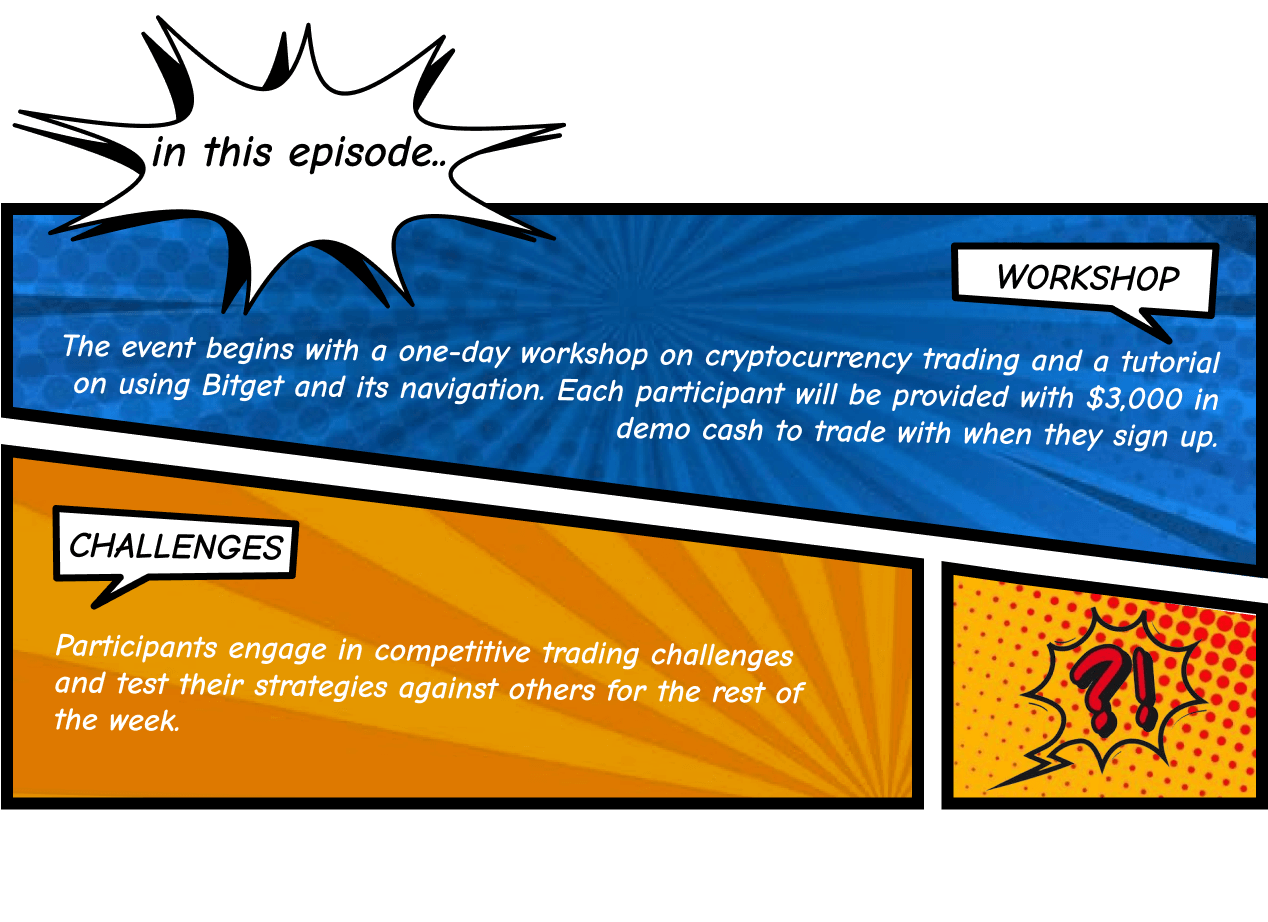 in this episode..
WORKSHOP
The event begins with a one-day workshop on cryptocurrency trading and a tutorial
on using Bitget and its navigation. Each participant will be provided with $3,000 in
demo cash to trade with when they sign up.
CHALLENGES
Participants engage in competitive trading challenges
and test their strategies against others for the rest of
the week.
?!